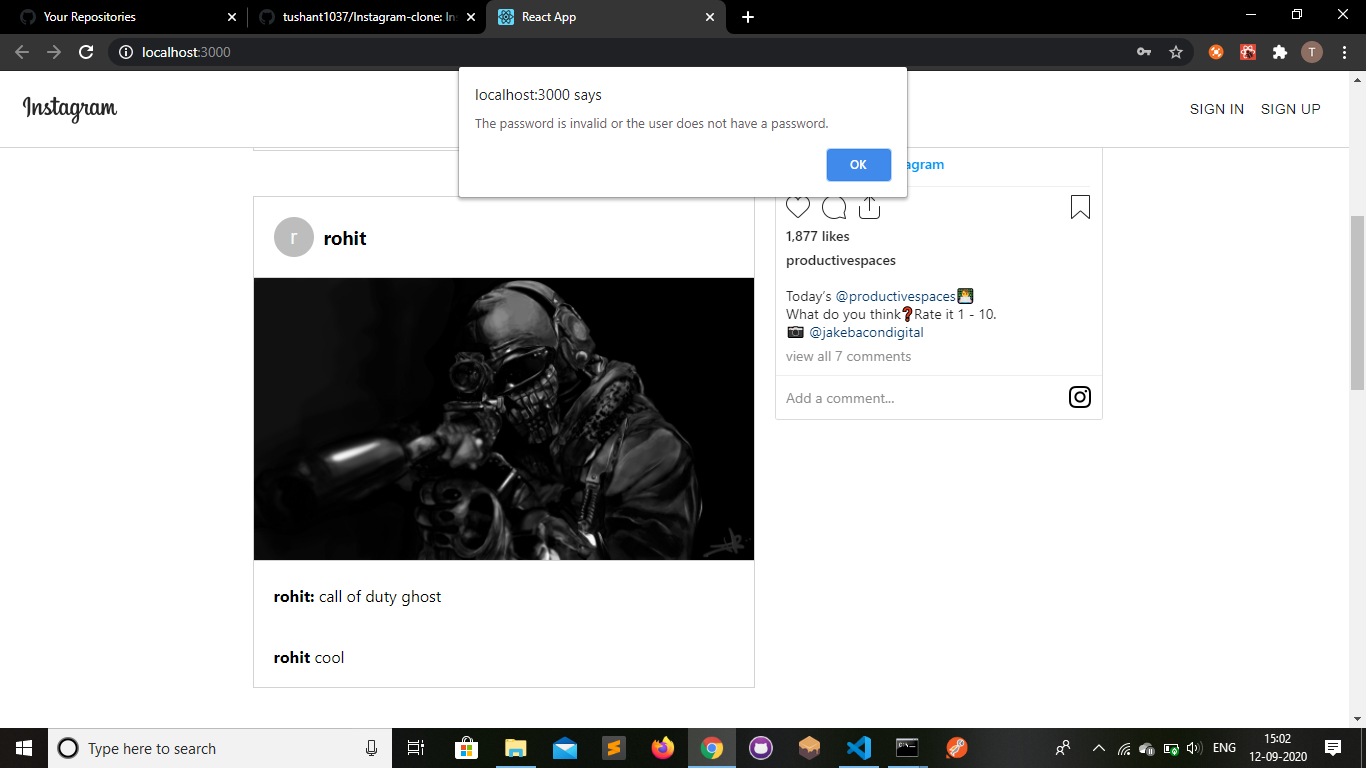 Your Repositories
tushant1037/Instagram-clone: Ins
React App
localhost:3000
T
localhost:3000 says
The password is invalid or the user does not have a password.
OK
Instagram
SIGN IN
SIGN UP
agram
r
rohit
rohit: call of duty ghost
rohit cool
1,877 likes
productivespaces
Today's @productivespaces
What do you think❓Rate it 1 - 10.
@jakebacondigital
view all 7 comments
Add a comment...
Type here to search
ENG
15:02
12-09-2020